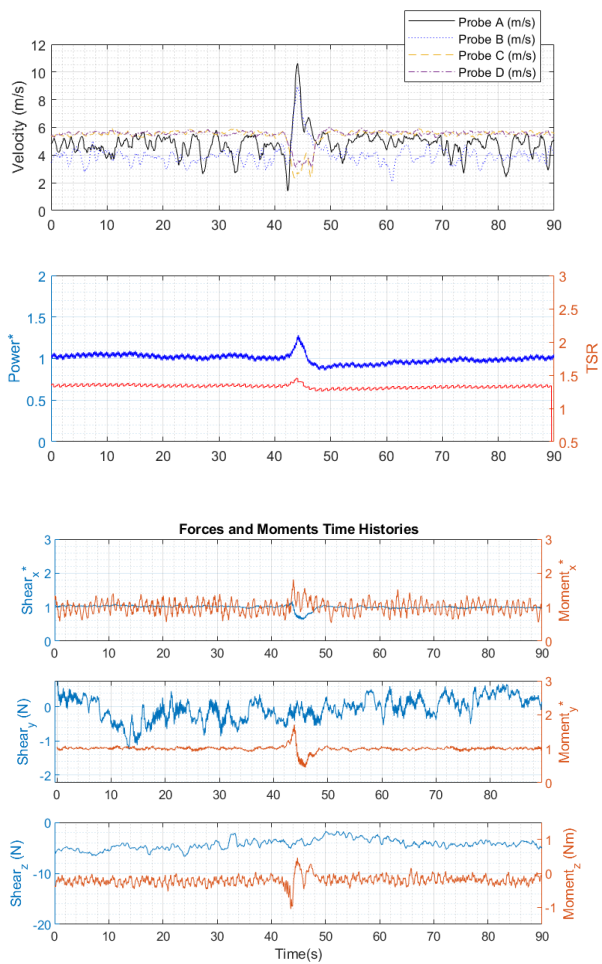 Probe A (m/s)
Probe B (m/s)
Probe C (m/s)
Probe D (m/s)
Velocity (m/s)
12
10
8
6
4
2
0
0 10 20 30 40 50 60 70 80 90
Power*
2
1.5
1
0.5
0
TSR
3
2.5
2
1.5
1
0.5
0 10 20 30 40 50 60 70 80 90
Forces and Moments Time Histories
Shear_x*
3
2
1
0
Moment_x*
3
2
1
0
0 10 20 30 40 50 60 70 80 90
Shear_y (N)
0
-1
-2
Moment_y*
3
2
1
0
0 10 20 30 40 50 60 70 80
Shear_z (N)
0
-10
-20
Moment_z (Nm)
1
0
-1
0 10 20 30 40 50 60 70 80 90
Time(s)